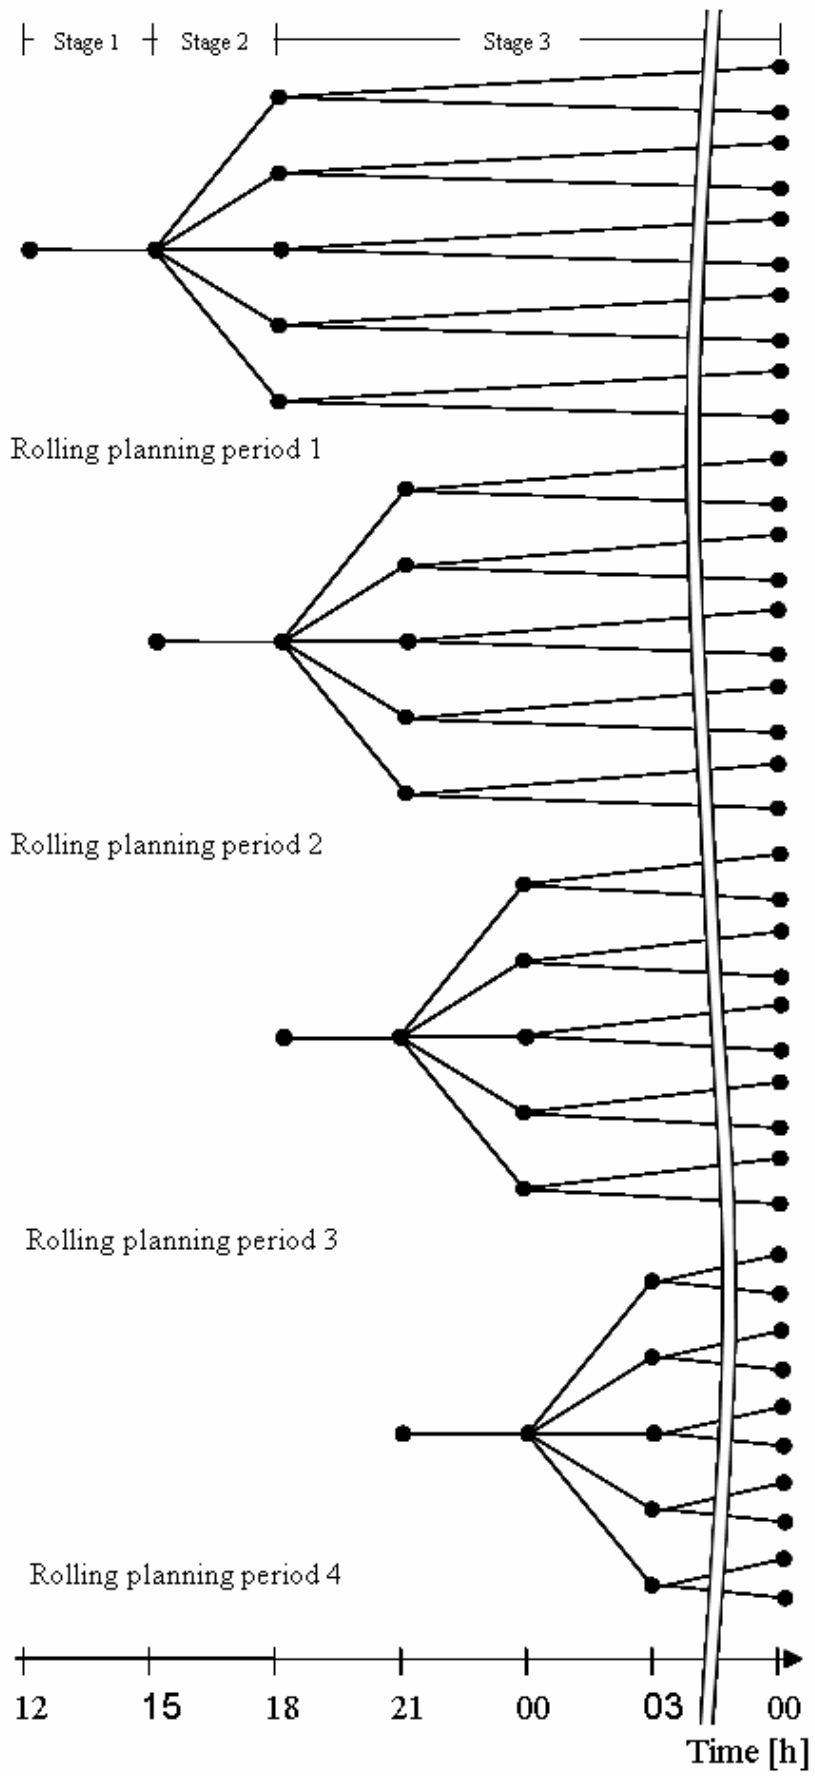 Stage 1 Stage 2 Stage 3
Rolling planning period 1
Rolling planning period 2
Rolling planning period 3
Rolling planning period 4
12 15 18 21 00 03 00
Time [h]